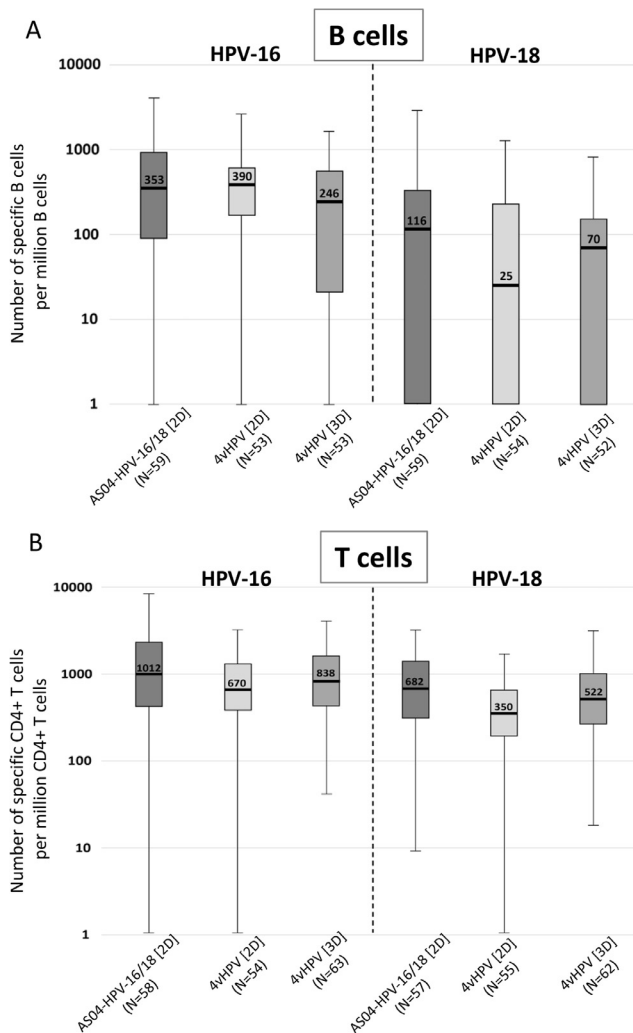 A
B cells
HPV-16
HPV-18
Number of specific B cells
per million B cells
10000
1000
100
10
1
353
390
246
116
25
70
AS04-HPV-16/18 [2D]
(N=59)
4vHPV [2D]
(N=53)
4vHPV [3D]
(N=53)
AS04-HPV-16/18 [2D]
(N=59)
4vHPV [2D]
(N=54)
4vHPV [3D]
(N=52)
B
T cells
HPV-16
HPV-18
Number of specific CD4+ T cells
per million CD4+ T cells
10000
1000
100
10
1
1012
670
838
682
350
522
AS04-HPV-16/18 [2D]
(N=58)
4vHPV [2D]
(N=54)
4vHPV [3D]
(N=63)
AS04-HPV-16/18 [2D]
(N=57)
4vHPV [2D]
(N=55)
4vHPV [3D]
(N=62)